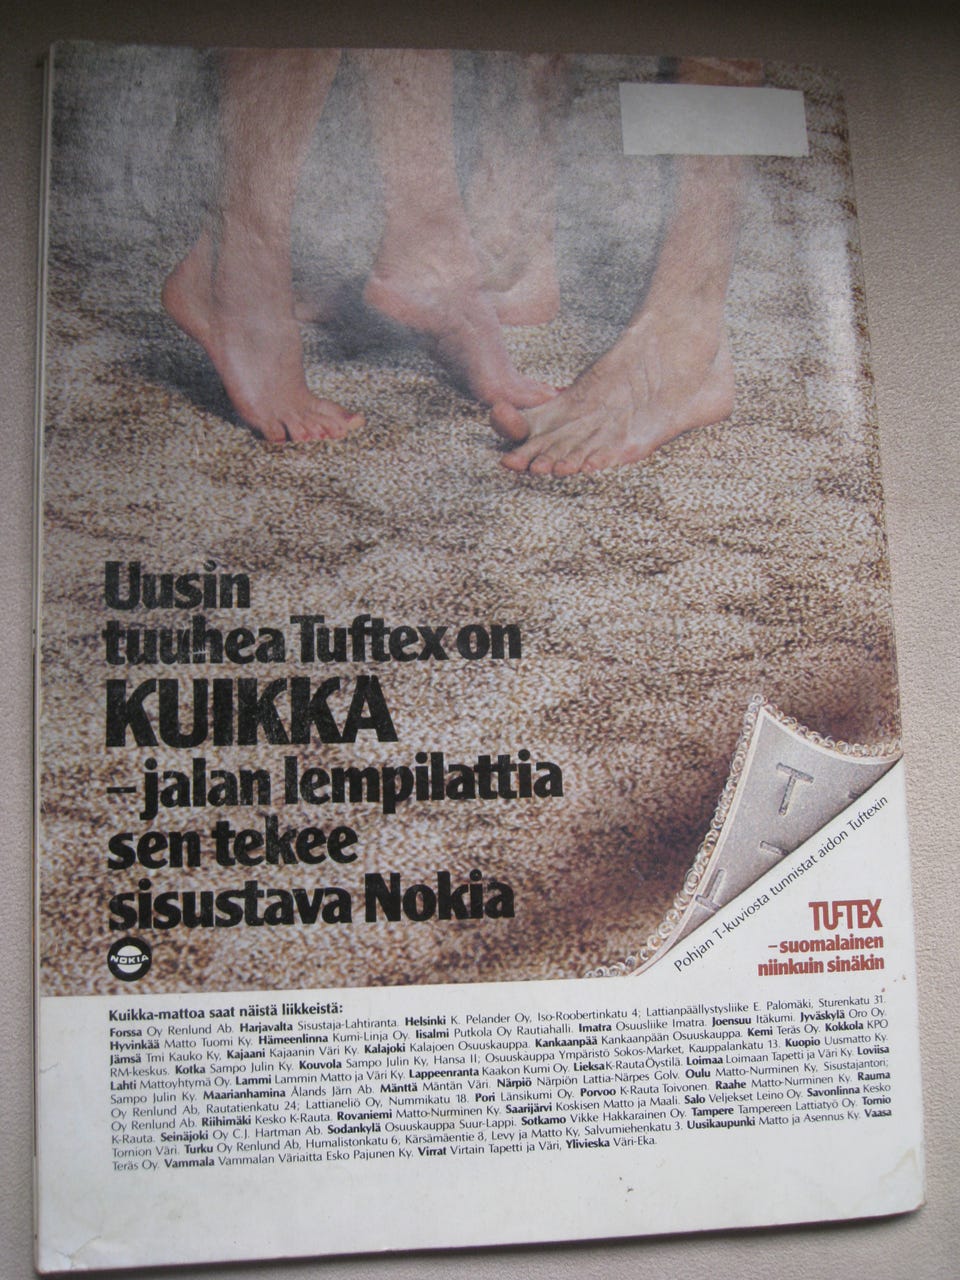 Uusin
tuuhea Tuftex on
KUIKKA
– jalan lempilattia
sen tekee
sisustava Nokia
NOKIA
T
Pohjan T-kuviosta tunnistat aidon Tuftexin
TUFTEX
– suomalainen
niinkuin sinäkin
Kuikka-mattoa saat näistä liikkeistä:
Forssa Oy Renlund Ab. Harjavalta Sisustaja-Lahtiranta. Helsinki K. Pelander Oy, Iso-Roobertinkatu 4; Lattianpäällystysliike E. Palomäki, Sturenkatu 31.
Hyvinkää Matto Tuomi Ky. Hämeenlinna Kumi-Linja Oy. Iisalmi Putkola Oy Rautiahalli. Imatra Osuusliike Imatra. Joensuu Itäkumi. Jyväskylä Oro Oy.
Jämsä Tmi Kauko Ky, Kajaani Kajaanin Väri Ky. Kalajoki Kalajoen Osuuskauppa. Kankaanpää Kankaanpään Osuuskauppa. Kemi Teräs Oy. Kokkola KPO
RM-keskus. Kotka Sampo Julin Ky. Kouvola Sampo Julin Ky, Hansa II; Osuuskauppa Ympäristö Sokos-Market, Kauppalankatu 13. Kuopio Uusmatto Ky.
Lahti Mattoyhtymä Oy. Lammi Lammin Matto ja Väri Ky. Lappeenranta Kaakon Kumi Oy. Lieksa K-Rauta Östilä. Loimaa Loimaan Tapetti ja Väri Ky. Loviisa
Sampo Julin Ky. Maarianhamina Ålands Järn Ab. Mänttä Mäntän Väri. Närpiö Närpiön Lattia-Närpes Golv. Oulu Matto-Nurminen Ky, Sisustajantori;
Oy Renlund Ab, Rautatienkatu 24; Lattianeliö Oy, Nummikatu 18. Pori Länsikumi Oy. Porvoo K-Rauta Toivonen. Raahe Matto-Nurminen Ky. Rauma
Oy Renlund Ab. Riihimäki Kesko K-Rauta. Rovaniemi Matto-Nurminen Ky. Saarijärvi Koskisen Matto ja Maali. Salo Veljekset Leino Oy. Savonlinna Kesko
K-Rauta. Seinäjoki Oy C.J. Hartman Ab. Sodankylä Osuuskauppa Suur-Lappi. Sotkamo Vikke Hakkarainen Oy. Tampere Tampereen Lattiatyö Oy. Tornio
Tornion Väri. Turku Oy Renlund Ab, Humalistonkatu 6, Kärsämäentie 8, Levy ja Matto Ky, Salvumiehenkatu 3. Uusikaupunki Matto ja Asennus Ky. Vaasa
Teräs Oy. Vammala Vammalan Väriaitta Esko Pajunen Ky. Virrat Virtain Tapetti ja Väri, Ylivieska Väri-Eka.